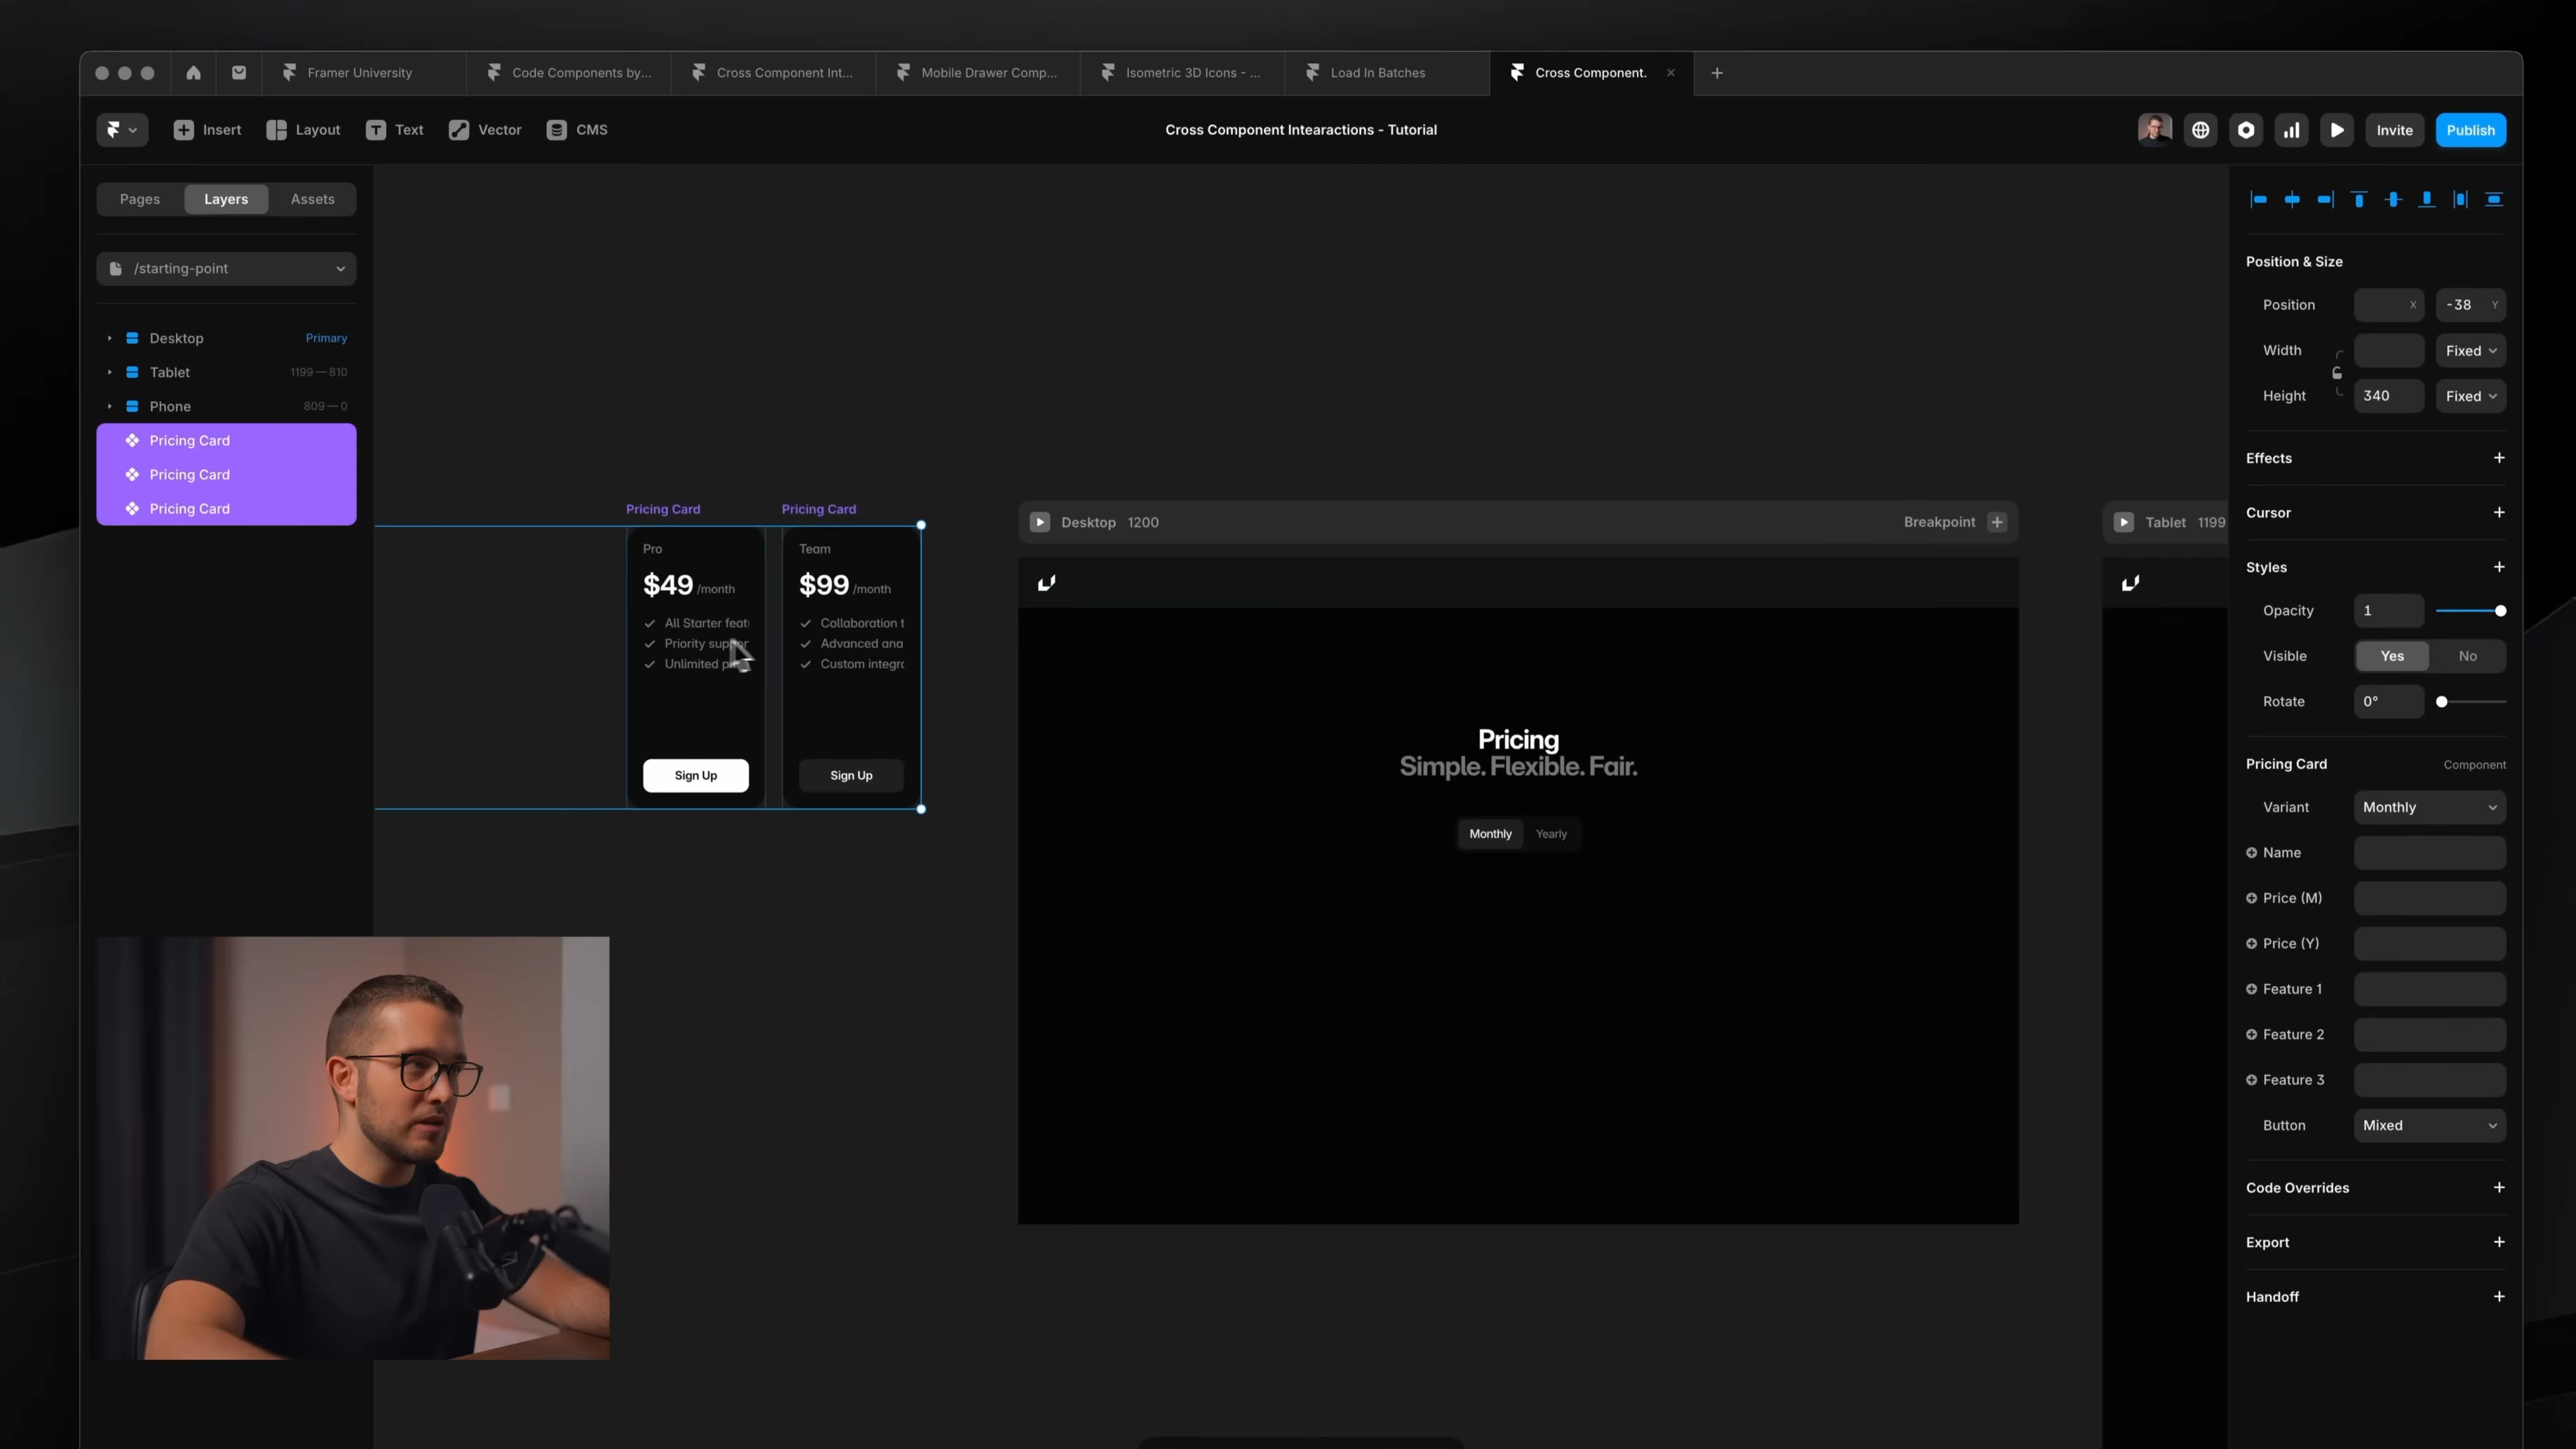 Framer University
Code Components by...
Cross Component Int...
Mobile Drawer Comp...
Isometric 3D Icons - ...
Load In Batches
Cross Component.
Insert
Layout
Text
Vector
CMS
Cross Component Intearactions - Tutorial
Invite
Publish
Pages
Layers
Assets
/starting-point
Desktop Primary
Tablet 1199—810
Phone 809—0
Pricing Card
Pricing Card
Pricing Card
Pricing Card
Pro
$49 /month
All Starter feat
Priority support
Unlimited p
Sign Up
Pricing Card
Team
$99 /month
Collaboration t
Advanced ana
Custom integra
Sign Up
Desktop 1200
Breakpoint
Pricing
Simple. Flexible. Fair.
Monthly Yearly
Tablet 1199
Position & Size
Position X -38 Y
Width Fixed
Height 340 Fixed
Effects
Cursor
Styles
Opacity 1
Visible Yes No
Rotate 0°
Pricing Card Component
Variant Monthly
Name
Price (M)
Price (Y)
Feature 1
Feature 2
Feature 3
Button Mixed
Code Overrides
Export
Handoff